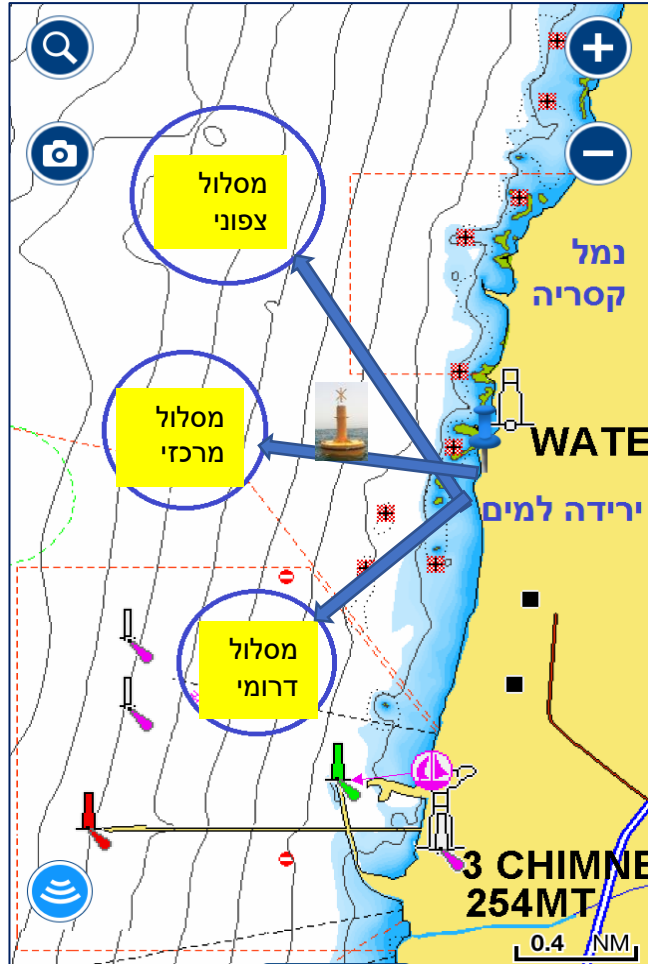 מסלול
צפוני
נמל
קסריה
מסלול
מרכזי
WATE
ירידה למים
מסלול
דרומי
3 CHIMNE
254MT
0.4 NM